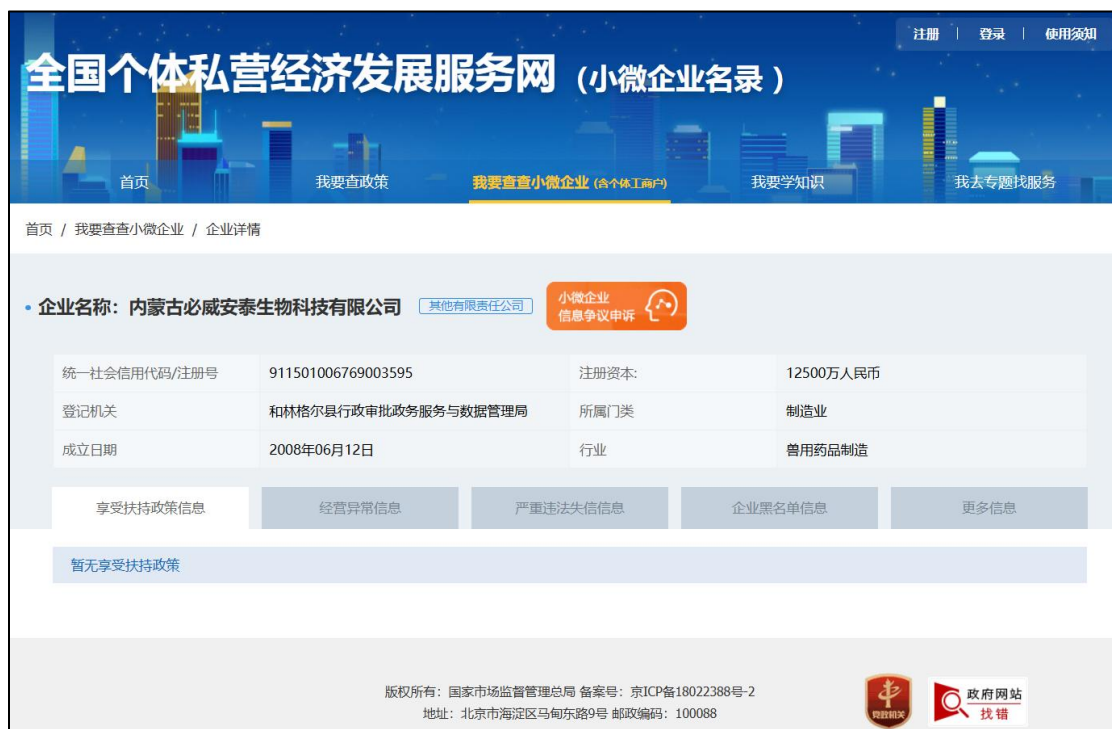 注册 | 登录 | 使用须知
全国个体私营经济发展服务网（小微企业名录）
首页 我要查政策 我要查查小微企业 (含个体工商户) 我要学知识 我去专题找服务
首页 / 我要查查小微企业 / 企业详情
企业名称：内蒙古必威安泰生物科技有限公司 其他有限责任公司 小微企业
信息争议申诉
统一社会信用代码/注册号 911501006769003595 注册资本: 12500万人民币
登记机关 和林格尔县行政审批政务服务与数据管理局 所属门类 制造业
成立日期 2008年06月12日 行业 兽用药品制造
享受扶持政策信息 经营异常信息 严重违法失信信息 企业黑名单信息 更多信息
暂无享受扶持政策
版权所有：国家市场监督管理总局 备案号：京ICP备18022388号-2
地址：北京市海淀区马甸东路9号 邮政编码：100088
党政机关
政府网站
找错